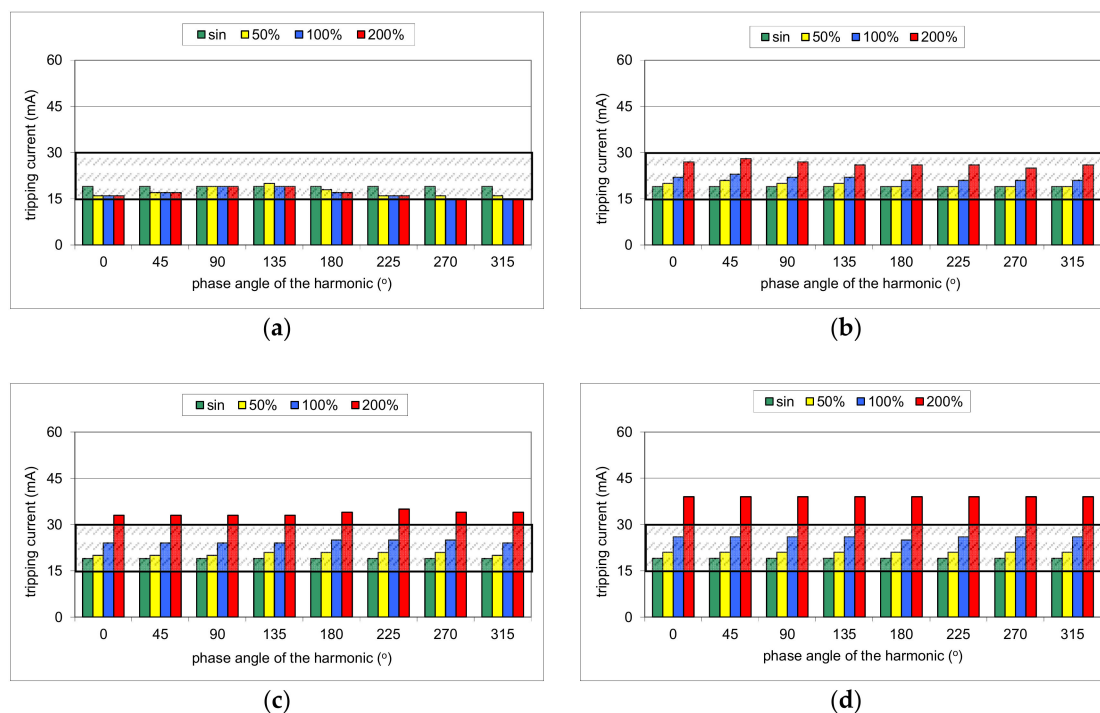 sin 50% 100% 200%
60
45
30
15
0
tripping current (mA)
0 45 90 135 180 225 270 315
phase angle of the harmonic (º)
(a)
sin 50% 100% 200%
60
45
30
15
0
tripping current (mA)
0 45 90 135 180 225 270 315
phase angle of the harmonic (º)
(b)
sin 50% 100% 200%
60
45
30
15
0
tripping current (mA)
0 45 90 135 180 225 270 315
phase angle of the harmonic (º)
(c)
sin 50% 100% 200%
60
45
30
15
0
tripping current (mA)
0 45 90 135 180 225 270 315
phase angle of the harmonic (º)
(d)